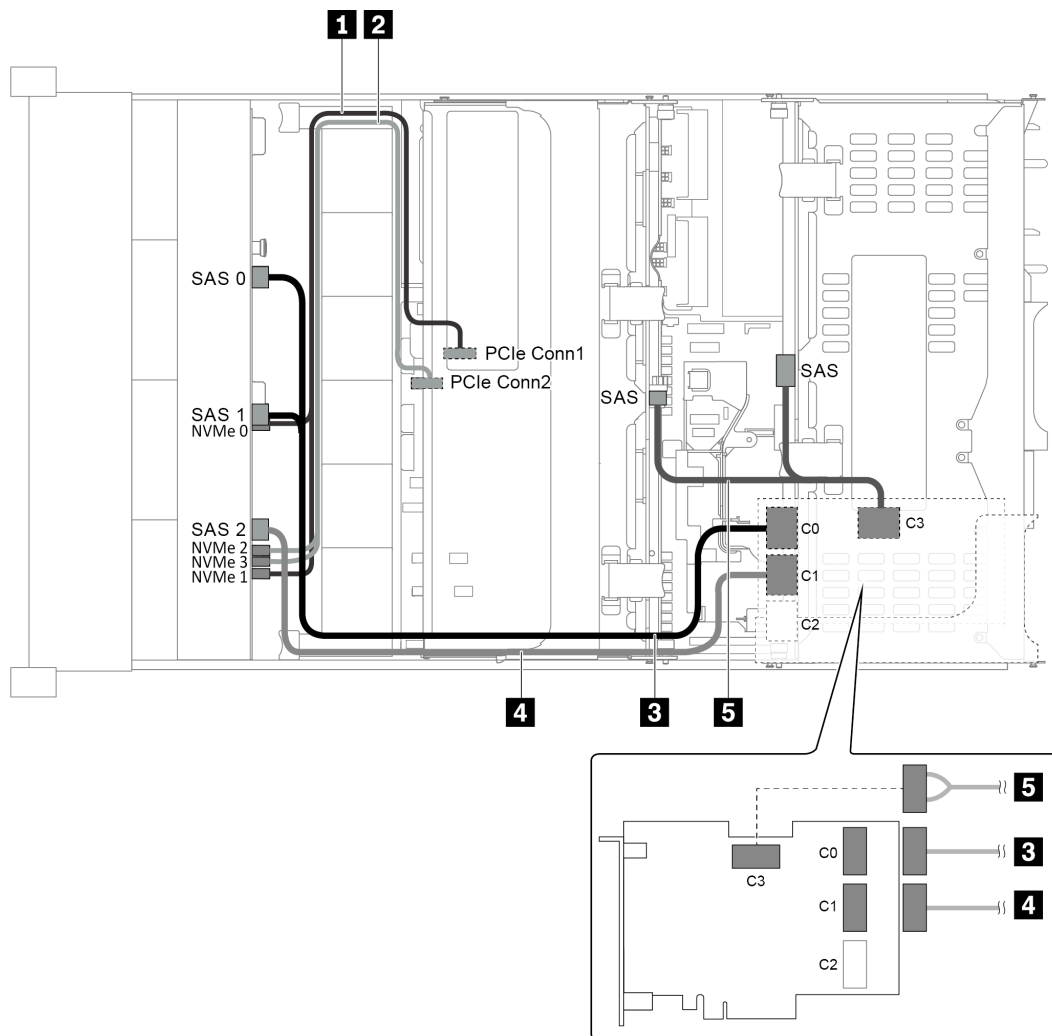 1 2
SAS 0
PCIe Conn1
PCIe Conn2
SAS
SAS
SAS 1
NVMe 0
SAS 2
NVMe 2
NVMe 3
NVMe 1
C0
C3
C1
C2
4
3
5
5
C0
3
C3
C1
4
C2